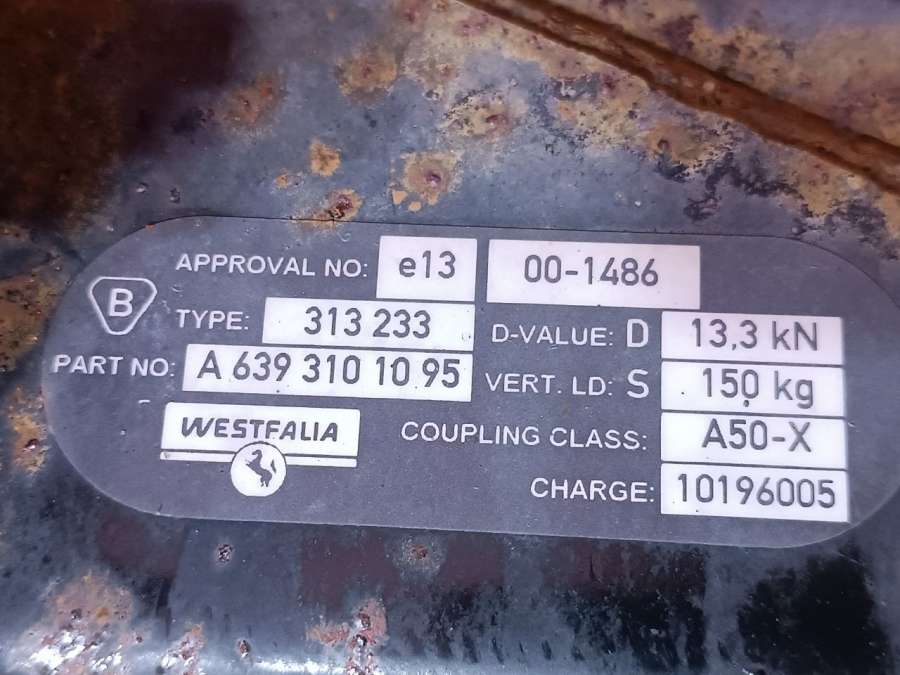 APPROVAL NO: e13 00-1486
B
TYPE: 313 233 D-VALUE: D 13,3 kN
PART NO: A 639 310 10 95 VERT. LD: S 150 kg
WESTFALIA COUPLING CLASS: A50-X
CHARGE: 10196005